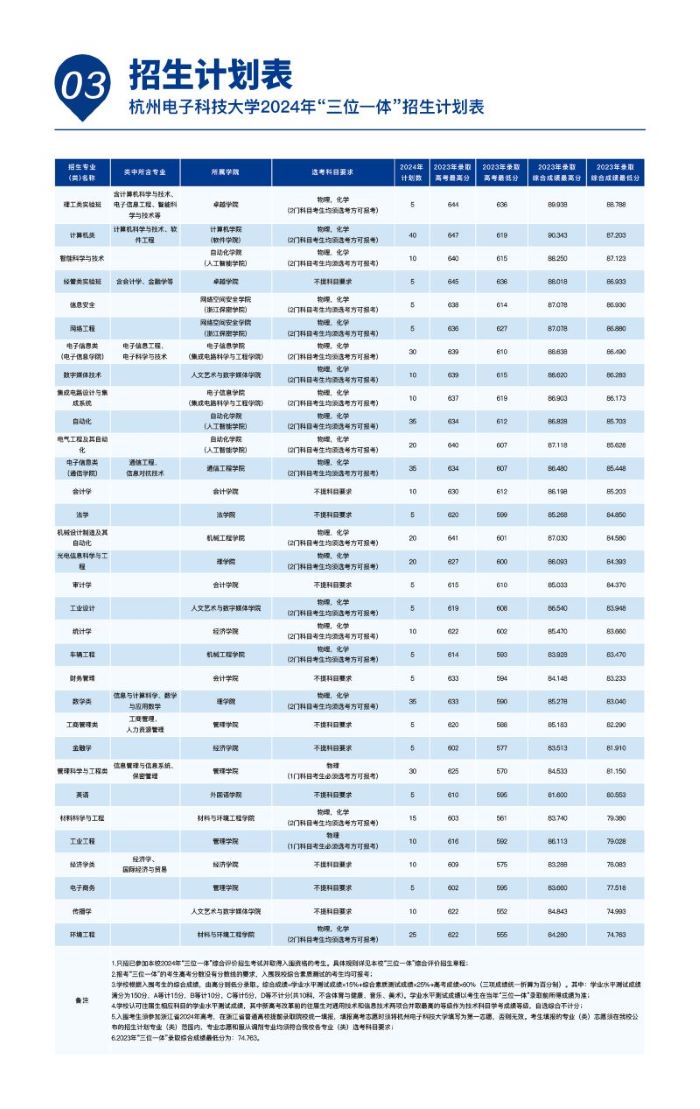 03
招生计划表
杭州电子科技大学2024年“三位一体”招生计划表
招生专业(类)名称 类中所含专业 所属学院 选考科目要求 2024年计划数 2023年录取高考最高分 2023年录取高考最低分 2023年录取综合成绩最高分 2023年录取综合成绩最低分
理工类实验班 含计算机科学与技术、电子信息工程、智能科学与技术等 卓越学院 物理，化学(2门科目考生均须选考方可报考) 5 644 636 89.938 88.788
计算机类 计算机科学与技术、软件工程 计算机学院(软件学院) 物理，化学(2门科目考生均须选考方可报考) 40 647 619 90.343 87.203
智能科学与技术 自动化学院(人工智能学院) 物理，化学(2门科目考生均须选考方可报考) 10 640 615 88.250 87.123
经管类实验班 含会计学、金融学等 卓越学院 不提科目要求 5 645 636 88.018 86.933
信息安全 网络空间安全学院(浙江保密学院) 物理，化学(2门科目考生均须选考方可报考) 5 638 614 87.078 86.930
网络工程 网络空间安全学院(浙江保密学院) 物理，化学(2门科目考生均须选考方可报考) 5 636 627 87.078 86.880
电子信息类(电子信息学院) 电子信息工程、电子科学与技术 电子信息学院(集成电路科学与工程学院) 物理，化学(2门科目考生均须选考方可报考) 30 639 610 88.638 86.490
数字媒体技术 人文艺术与数字媒体学院 物理，化学(2门科目考生均须选考方可报考) 10 639 615 86.620 86.283
集成电路设计与集成系统 电子信息学院(集成电路科学与工程学院) 物理，化学(2门科目考生均须选考方可报考) 10 637 619 86.903 86.173
自动化 自动化学院(人工智能学院) 物理，化学(2门科目考生均须选考方可报考) 35 634 612 86.828 85.703
电气工程及其自动化 自动化学院(人工智能学院) 物理，化学(2门科目考生均须选考方可报考) 20 640 607 87.118 85.628
电子信息类(通信学院) 通信工程、信息对抗技术 通信工程学院 物理，化学(2门科目考生均须选考方可报考) 35 634 607 86.480 85.448
会计学 会计学院 不提科目要求 10 630 612 86.198 85.203
法学 法学院 不提科目要求 5 620 599 85.268 84.850
机械设计制造及其自动化 机械工程学院 物理，化学(2门科目考生均须选考方可报考) 20 641 601 87.030 84.580
光电信息科学与工程 理学院 物理，化学(2门科目考生均须选考方可报考) 20 627 600 86.093 84.393
审计学 会计学院 不提科目要求 5 615 610 85.033 84.370
工业设计 人文艺术与数字媒体学院 物理，化学(2门科目考生均须选考方可报考) 5 619 608 86.540 83.948
统计学 经济学院 物理，化学(2门科目考生均须选考方可报考) 10 622 602 85.470 83.660
车辆工程 机械工程学院 物理，化学(2门科目考生均须选考方可报考) 5 614 593 83.928 83.470
财务管理 会计学院 不提科目要求 5 633 594 84.148 83.233
数学类 信息与计算科学、数学与应用数学 理学院 物理，化学(2门科目考生均须选考方可报考) 35 633 590 85.278 83.040
工商管理类 工商管理、人力资源管理 管理学院 不提科目要求 5 620 586 85.183 82.290
金融学 经济学院 不提科目要求 5 602 577 83.513 81.910
管理科学与工程类 信息管理与信息系统、保密管理 管理学院 物理(1门科目考生必须选考方可报考) 30 625 570 84.533 81.150
英语 外国语学院 不提科目要求 5 610 595 81.600 80.553
材料科学与工程 材料与环境工程学院 物理，化学(2门科目考生均须选考方可报考) 15 603 561 83.740 79.380
工业工程 管理学院 物理(1门科目考生必须选考方可报考) 10 616 592 86.113 79.028
经济学类 经济学、国际经济与贸易 经济学院 不提科目要求 10 609 575 83.288 78.083
电子商务 管理学院 不提科目要求 5 602 595 83.660 77.518
传播学 人文艺术与数字媒体学院 不提科目要求 10 622 552 84.843 74.993
环境工程 材料与环境工程学院 物理，化学(2门科目考生均须选考方可报考) 25 622 555 84.280 74.763
备注
1.只招已参加本校2024年“三位一体”综合评价招生考试并取得入围资格的考生。具体规则详见本校“三位一体”综合评价招生章程；
2.报考“三位一体”的考生高考分数没有分数线的要求，入围我校综合素质测试的考生均可报考；
3.学校根据入围考生的综合成绩，由高分到低分录取。综合成绩=学业水平测试成绩×15%+综合素质测试成绩×25%+高考成绩×60%（三项成绩统一折算为百分制）。其中：学业水平测试成绩
满分为150分，A等计15分、B等计10分、C等计5分、D等不计分(共10科，不含体育与健康、音乐、美术)。学业水平测试成绩以考生在当年“三位一体”录取前所得成绩为准；
4.学校认可往届生相应科目的学业水平测试成绩，其中新高考改革前的往届生对通用技术和信息技术两项合并取最高的等级作为技术科目学考成绩等级，自选综合不计分；
5.入围考生须参加浙江省2024年高考，在浙江省普通高校提前录取院校统一填报，填报高考志愿时须将杭州电子科技大学填写为第一志愿，否则无效。考生填报的专业（类）志愿须在我校公
布的招生计划专业（类）范围内，专业志愿和服从调剂专业均须符合我校各专业（类）选考科目要求；
6.2023年“三位一体”录取综合成绩最低分为：74.763。